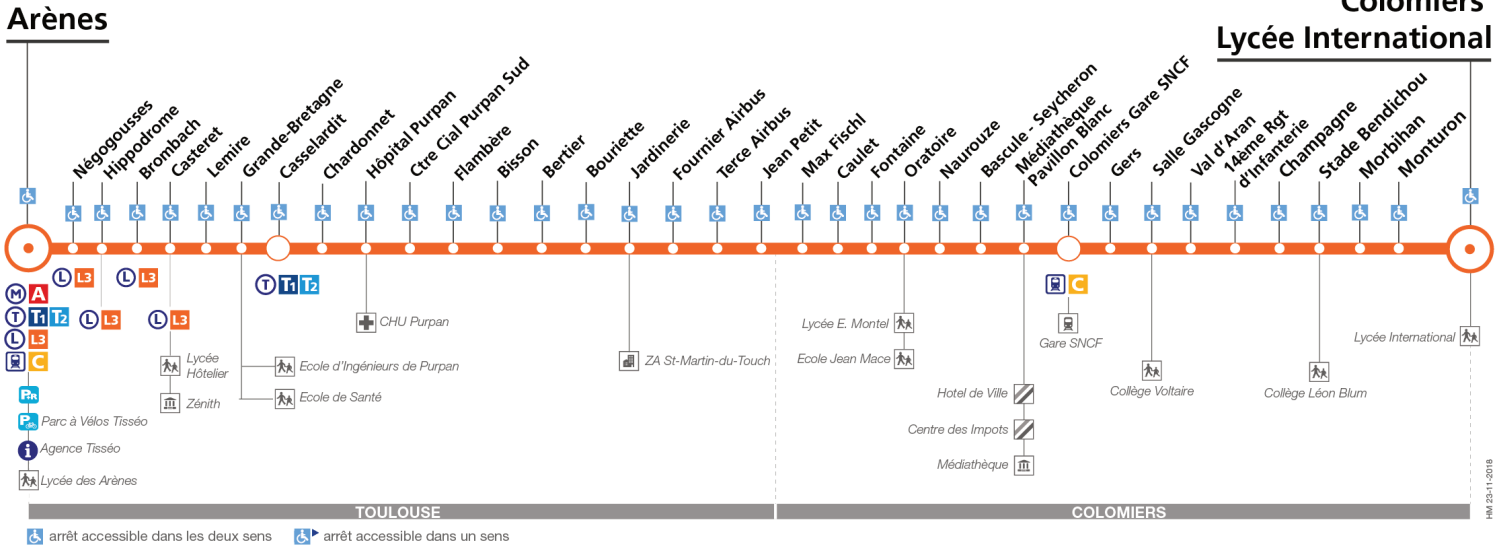 Arènes
Colomiers
Lycée International
Négogousses
Hippodrome
Brombach
Casteret
Lemire
Grande-Bretagne
Casselardit
Chardonnet
Hôpital Purpan
Ctre Cial Purpan Sud
Flambère
Bisson
Bertier
Bouriette
Jardinerie
Fournier Airbus
Terce Airbus
Jean Petit
Max Fischl
Caulet
Fontaine
Oratoire
Naurouze
Bascule - Seycheron
Médiathèque
Pavillon Blanc
Colomiers Gare SNCF
Gers
Salle Gascogne
Val d'Aran
14ème Rgt
d'Infanterie
Champagne
Stade Bendichou
Morbihan
Monturon
L L3
L L3
M A
T T1 T2
L L3
C
L L3
L L3
T T1 T2
C
P+R
P
Parc à Vélos Tisséo
i Agence Tisséo
Lycée des Arènes
Lycée
Hôtelier
Zénith
Ecole d'Ingénieurs de Purpan
Ecole de Santé
CHU Purpan
ZA St-Martin-du-Touch
Lycée E. Montel
Ecole Jean Mace
Hotel de Ville
Centre des Impots
Médiathèque
Gare SNCF
Collège Voltaire
Collège Léon Blum
Lycée International
TOULOUSE
COLOMIERS
arrêt accessible dans les deux sens
arrêt accessible dans un sens
HM 23-11-2018